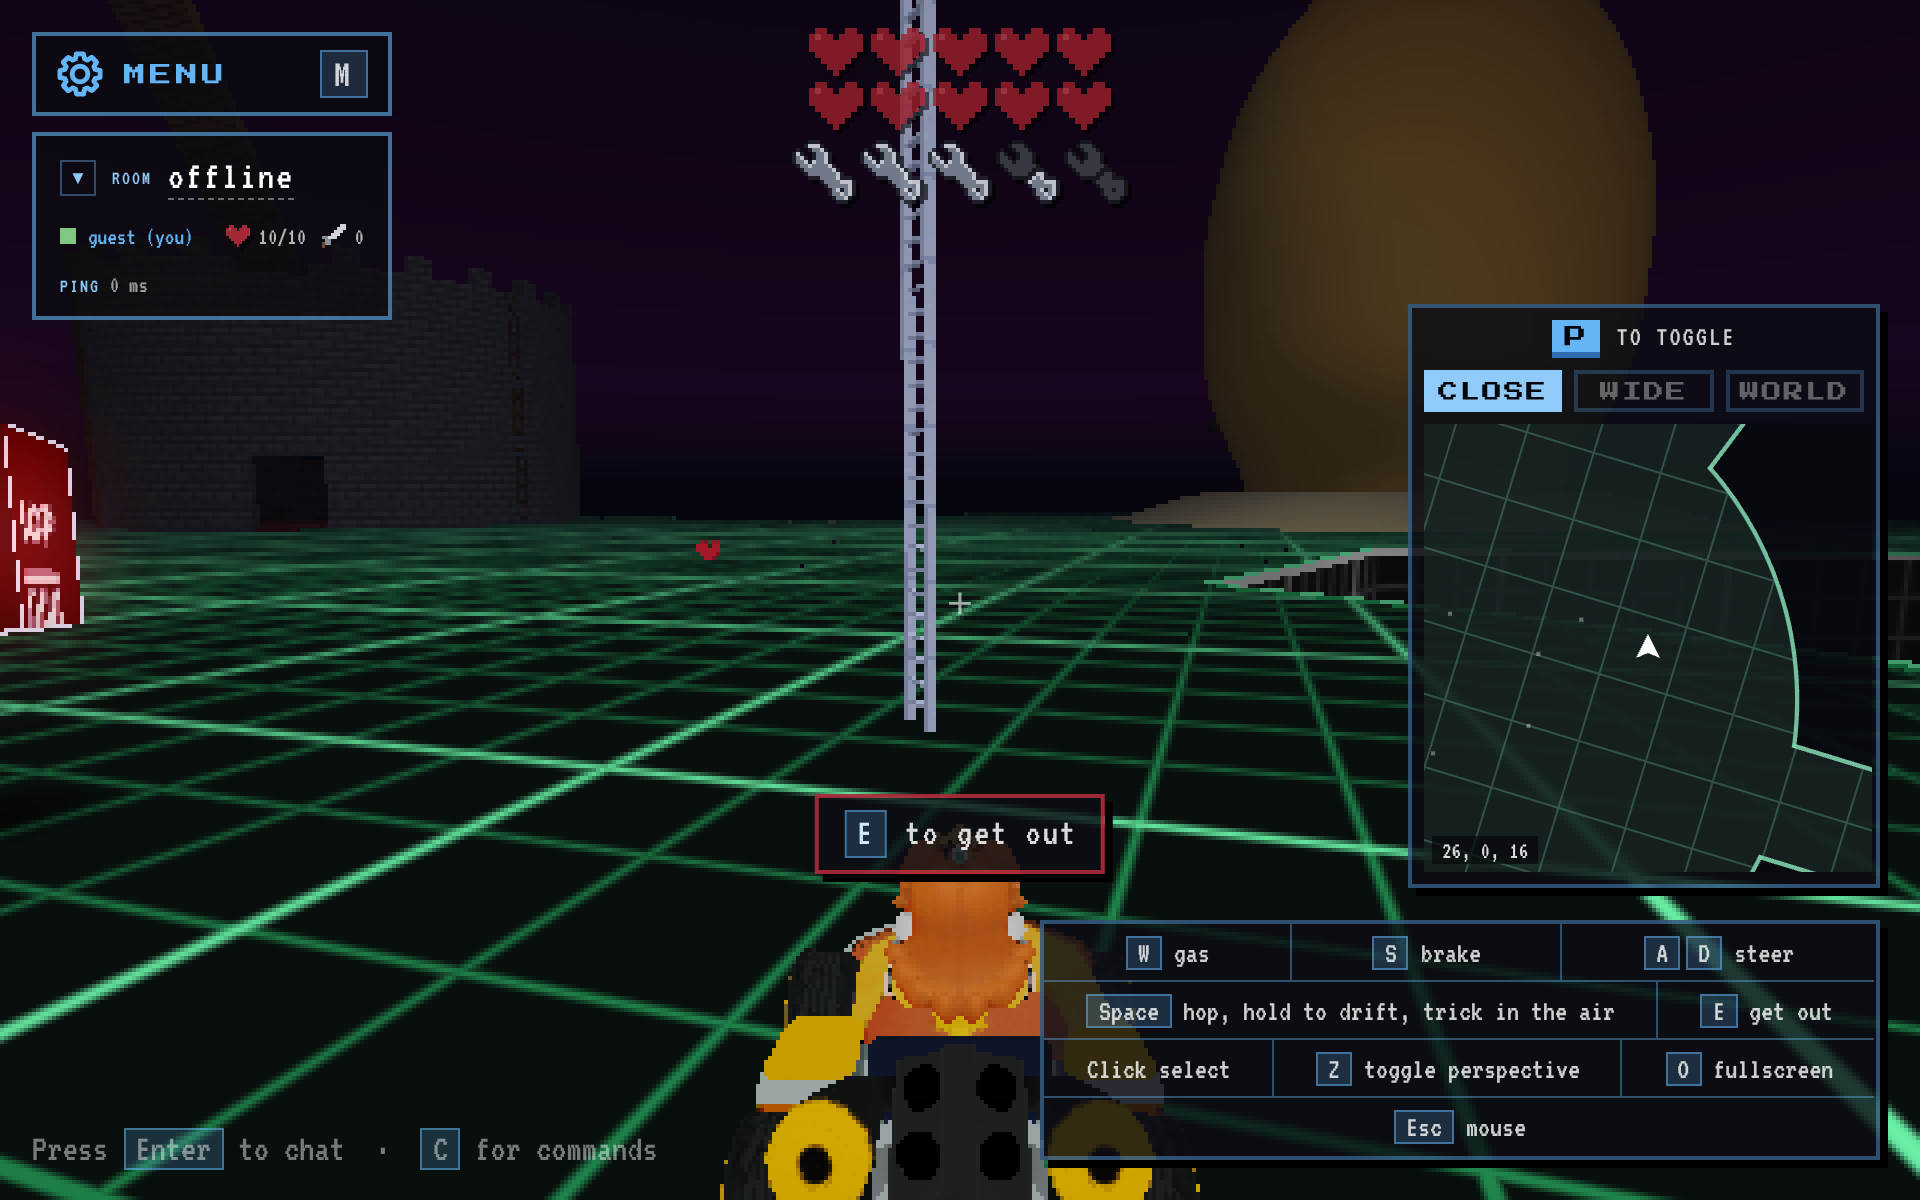 MENU M
ROOM offline
guest (you) 10/10 0
PING 0 ms
P TO TOGGLE
CLOSE WIDE WORLD
26, 0, 16
E to get out
W gas S brake A D steer
Space hop, hold to drift, trick in the air E get out
Click select Z toggle perspective O fullscreen
Esc mouse
Press Enter to chat · C for commands